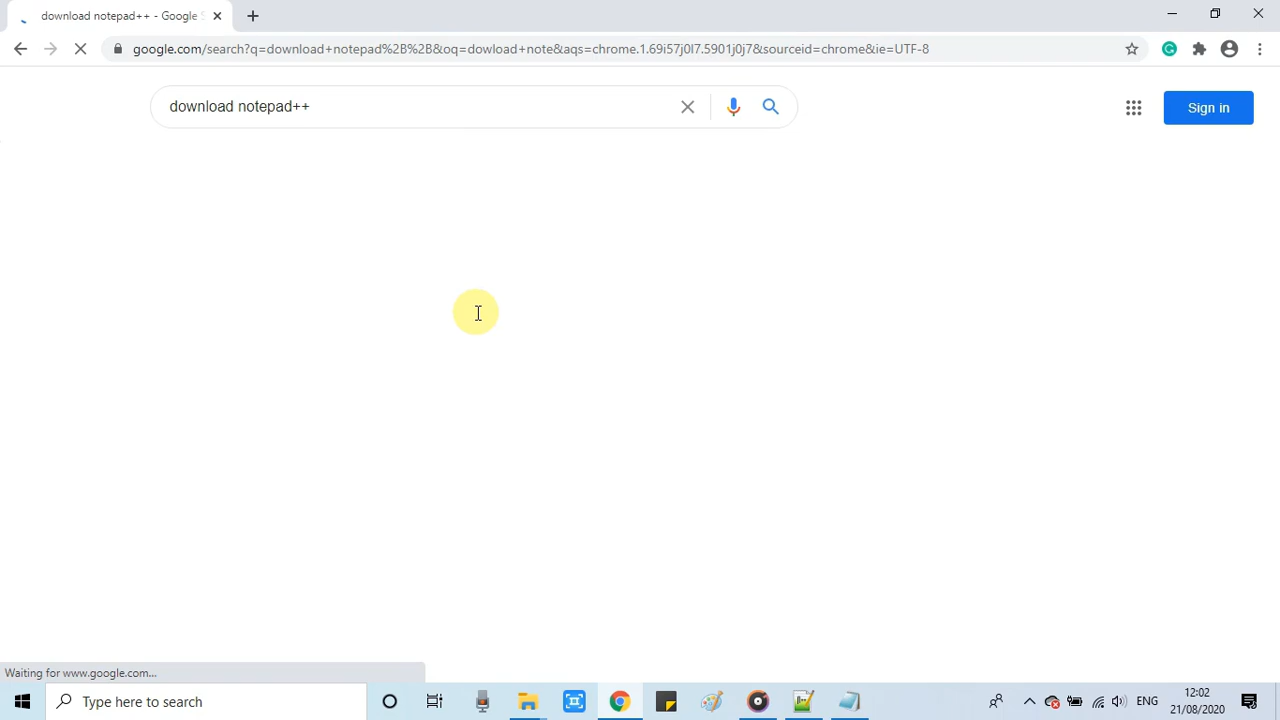 download notepad++ - Google S
google.com/search?q=download+notepad%2B%2B&oq=dowload+note&aqs=chrome.1.69i57j0l7.5901j0j7&sourceid=chrome&ie=UTF-8
download notepad++
Sign in
Waiting for www.google.com...
Type here to search
ENG
12:02
21/08/2020